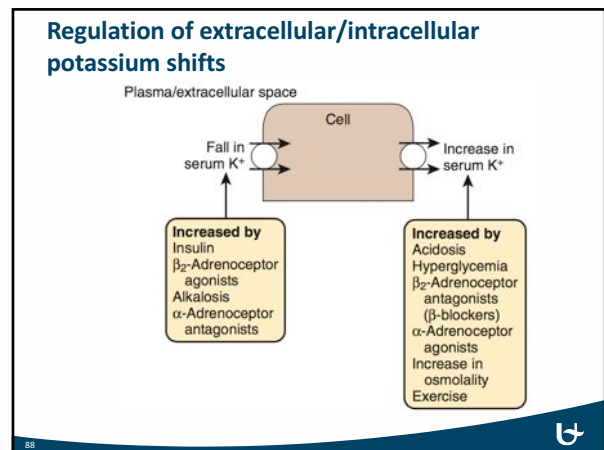 Regulation of extracellular/intracellular
potassium shifts
Plasma/extracellular space
Cell
Fall in
serum K⁺
Increase in
serum K⁺
Increased by
Insulin
β₂-Adrenoceptor
agonists
Alkalosis
α-Adrenoceptor
antagonists
Increased by
Acidosis
Hyperglycemia
β₂-Adrenoceptor
antagonists
(β-blockers)
α-Adrenoceptor
agonists
Increase in
osmolality
Exercise
88